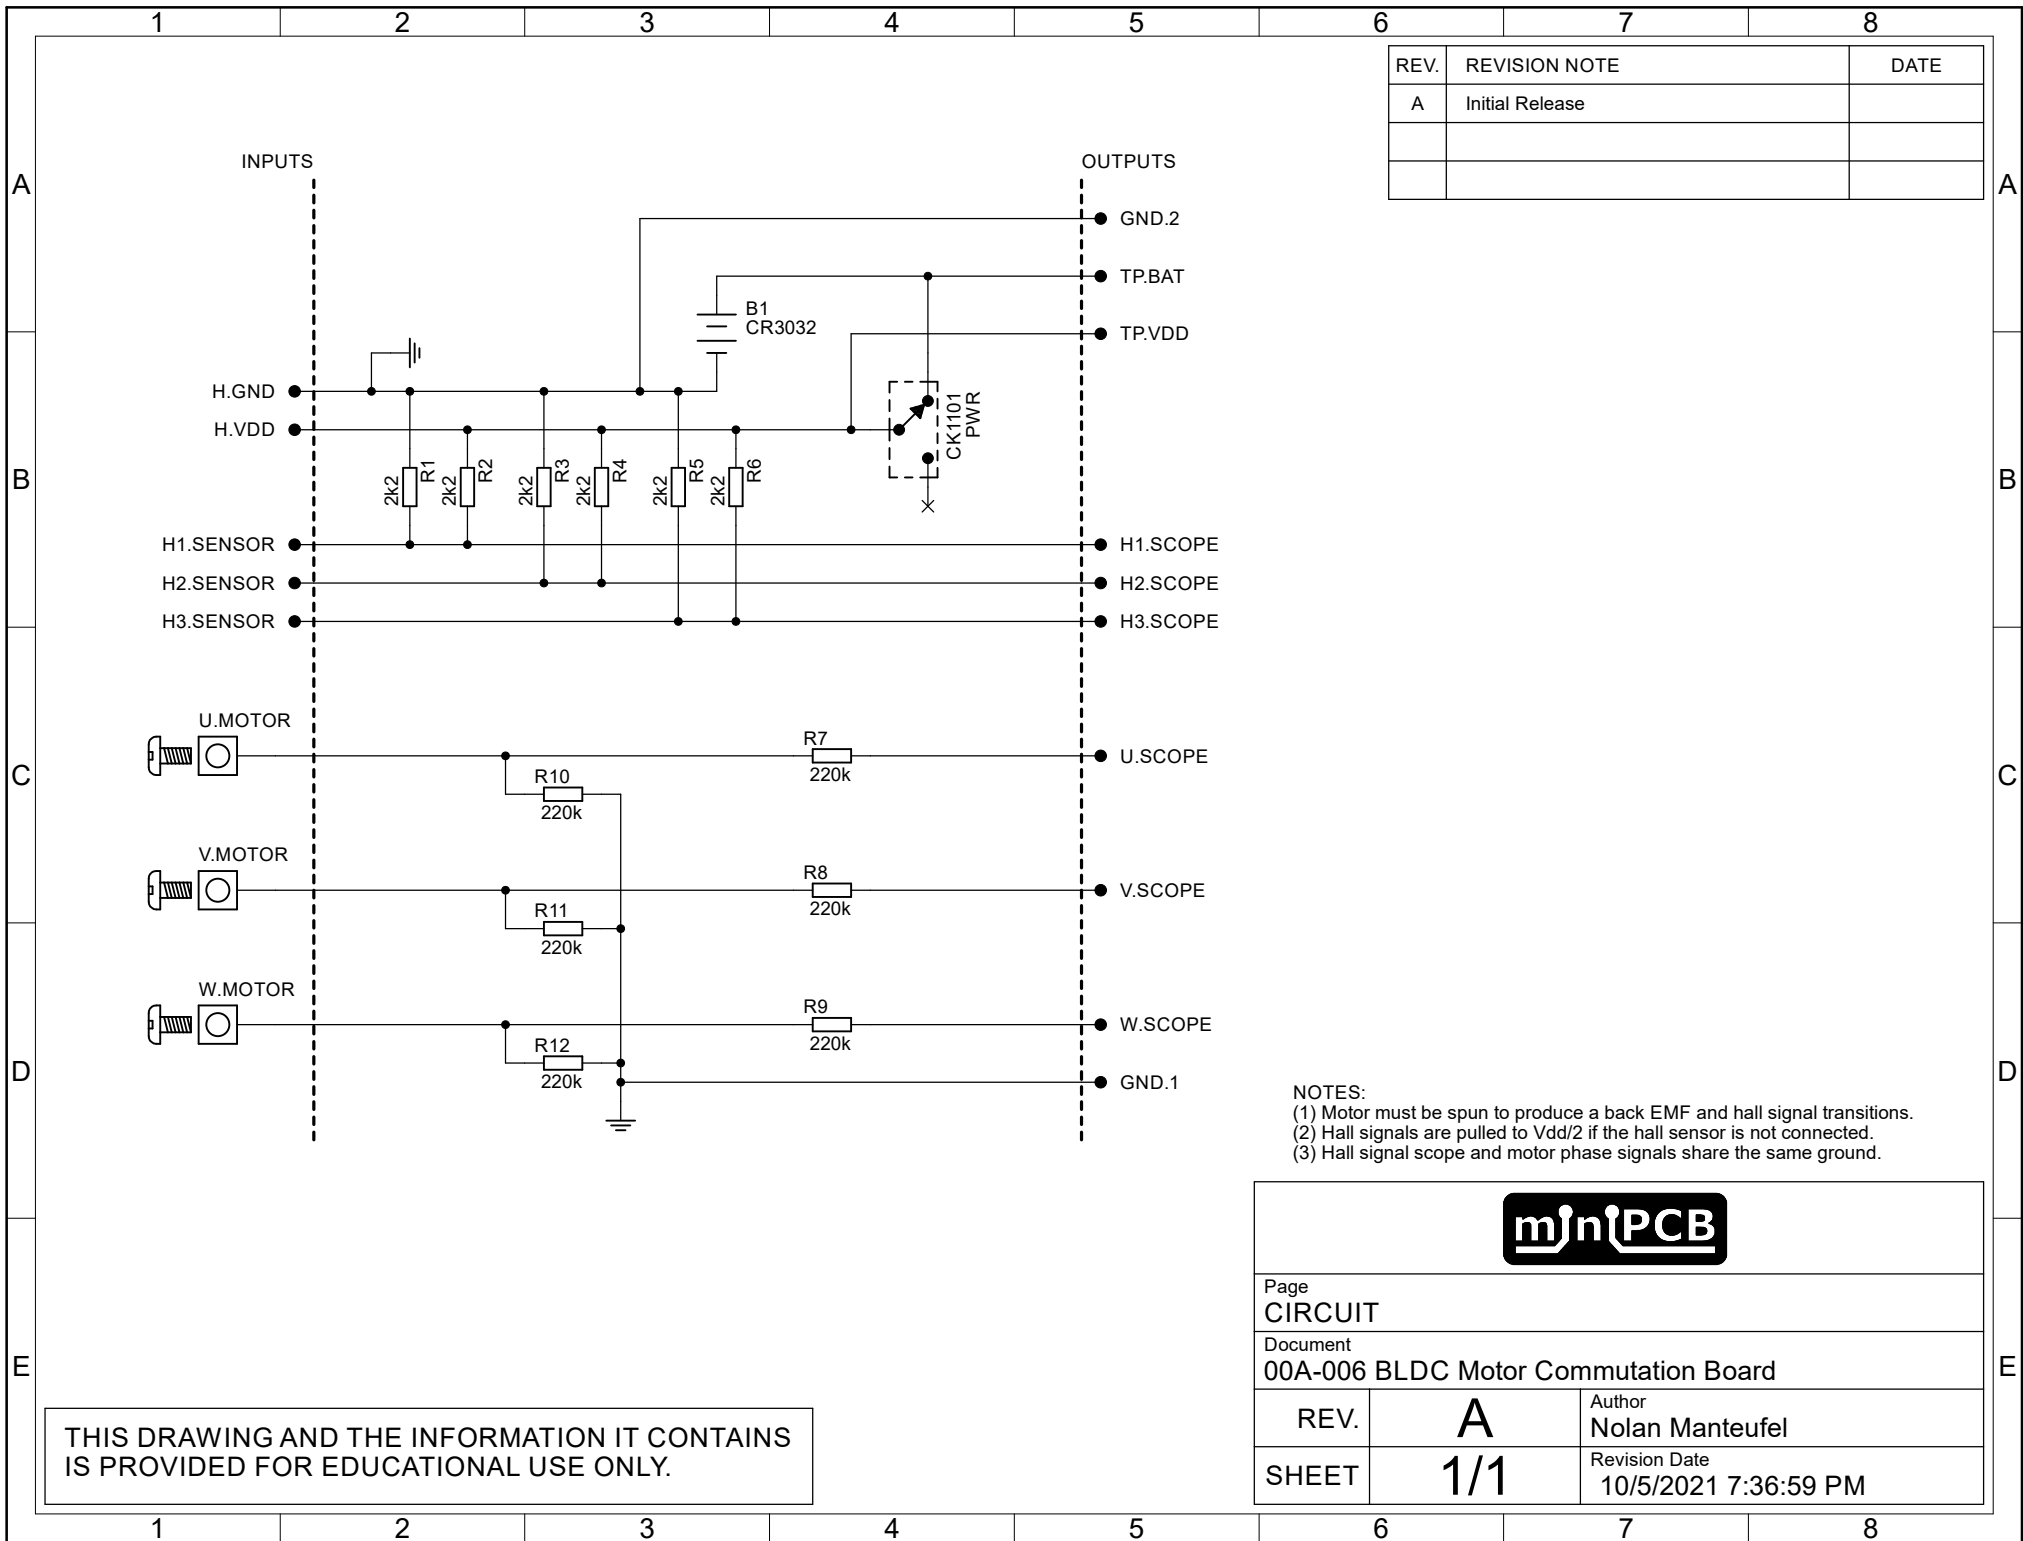 1 2 3 4 5 6 7 8
REV. REVISION NOTE DATE
A Initial Release
INPUTS OUTPUTS
A A
GND.2
TP.BAT
B1
CR3032
TP.VDD
H.GND
H.VDD
CK1101
PWR
B B
2k2 R1 2k2 R2 2k2 R3 2k2 R4 2k2 R5 2k2 R6
H1.SENSOR H1.SCOPE
H2.SENSOR H2.SCOPE
H3.SENSOR H3.SCOPE
U.MOTOR
R7
U.SCOPE
220k
C C
R10
220k
V.MOTOR
R8
V.SCOPE
220k
R11
220k
W.MOTOR
R9
W.SCOPE
220k
R12
220k
D D
GND.1
NOTES:
(1) Motor must be spun to produce a back EMF and hall signal transitions.
(2) Hall signals are pulled to Vdd/2 if the hall sensor is not connected.
(3) Hall signal scope and motor phase signals share the same ground.
miniPCB
Page
CIRCUIT
Document
00A-006 BLDC Motor Commutation Board
E E
REV. A
Author
Nolan Manteufel
SHEET 1/1
Revision Date
10/5/2021 7:36:59 PM
THIS DRAWING AND THE INFORMATION IT CONTAINS
IS PROVIDED FOR EDUCATIONAL USE ONLY.
1 2 3 4 5 6 7 8